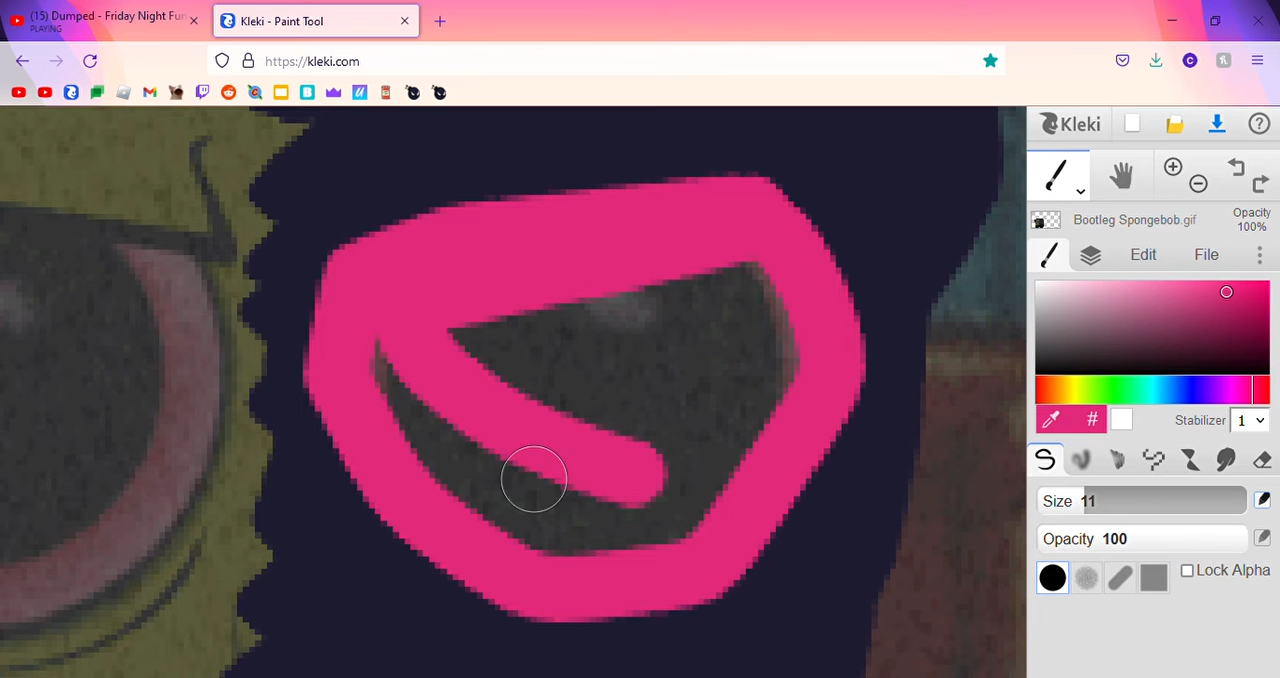 (15) Dumped - Friday Night Fun
PLAYING
Kleki - Paint Tool
https://kleki.com
Kleki
Bootleg Spongebob.gif
Opacity
100%
Edit
File
#
Stabilizer
1
Size 11
Opacity 100
Lock Alpha